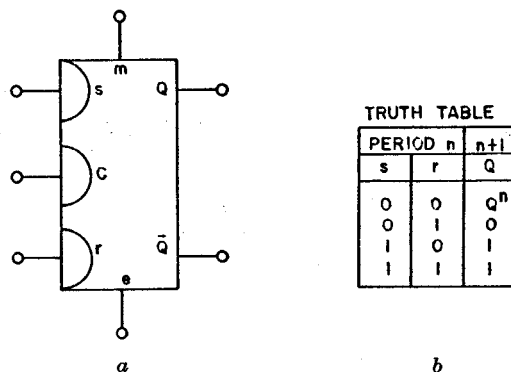 m
s
Q
C
r
Q̄
e
a
TRUTH TABLE
PERIOD n n+1
s r Q
0 0 Qⁿ
0 1 0
1 0 1
1 1 1
b